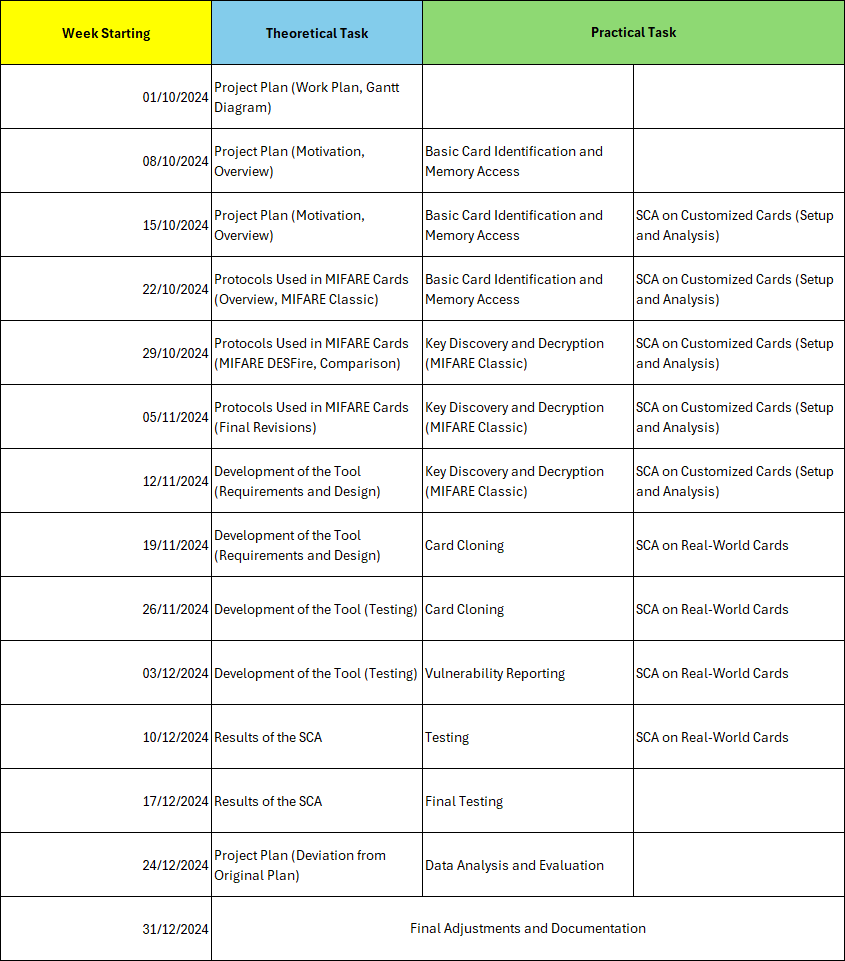 Week Starting
Theoretical Task
Practical Task
01/10/2024
Project Plan (Work Plan, Gantt
Diagram)
08/10/2024
Project Plan (Motivation,
Overview)
Basic Card Identification and
Memory Access
15/10/2024
Project Plan (Motivation,
Overview)
Basic Card Identification and
Memory Access
SCA on Customized Cards (Setup
and Analysis)
22/10/2024
Protocols Used in MIFARE Cards
(Overview, MIFARE Classic)
Basic Card Identification and
Memory Access
SCA on Customized Cards (Setup
and Analysis)
29/10/2024
Protocols Used in MIFARE Cards
(MIFARE DESFire, Comparison)
Key Discovery and Decryption
(MIFARE Classic)
SCA on Customized Cards (Setup
and Analysis)
05/11/2024
Protocols Used in MIFARE Cards
(Final Revisions)
Key Discovery and Decryption
(MIFARE Classic)
SCA on Customized Cards (Setup
and Analysis)
12/11/2024
Development of the Tool
(Requirements and Design)
Key Discovery and Decryption
(MIFARE Classic)
SCA on Customized Cards (Setup
and Analysis)
19/11/2024
Development of the Tool
(Requirements and Design)
Card Cloning
SCA on Real-World Cards
26/11/2024
Development of the Tool (Testing)
Card Cloning
SCA on Real-World Cards
03/12/2024
Development of the Tool (Testing)
Vulnerability Reporting
SCA on Real-World Cards
10/12/2024
Results of the SCA
Testing
SCA on Real-World Cards
17/12/2024
Results of the SCA
Final Testing
24/12/2024
Project Plan (Deviation from
Original Plan)
Data Analysis and Evaluation
31/12/2024
Final Adjustments and Documentation